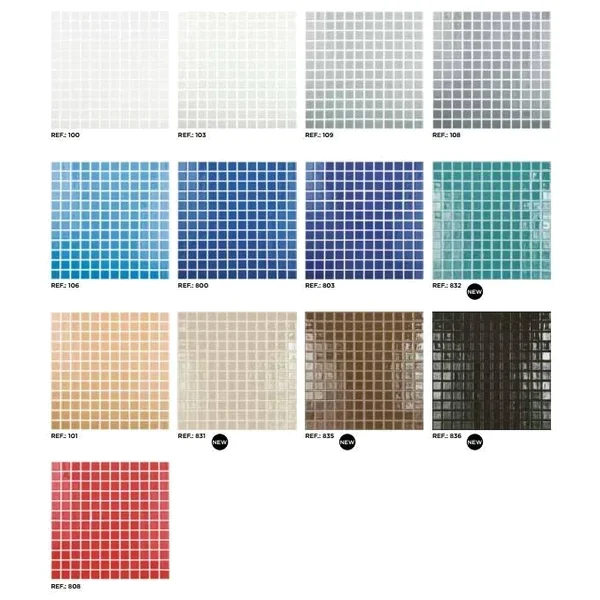 REF.: 100
REF.: 103
REF.: 109
REF.: 108
REF.: 106
REF.: 800
REF.: 803
REF.: 832
NEW
REF.: 101
REF.: 831
NEW
REF.: 835
NEW
REF.: 836
NEW
REF.: 808